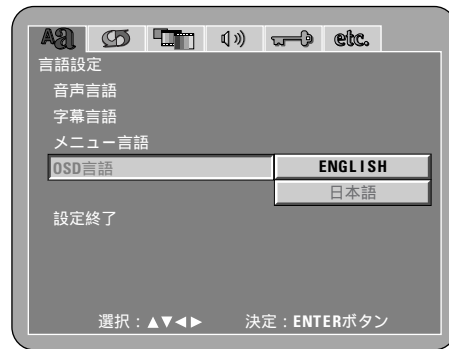 Aあ etc.
言語設定
音声言語
字幕言語
メニュー言語
OSD言語 ENGLISH
日本語
設定終了
選択：▲▼◀▶ 決定：ENTERボタン